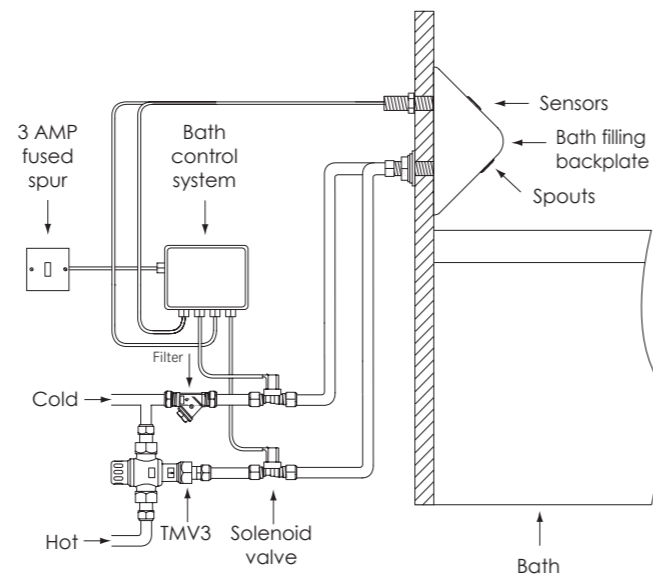 3 AMP
fused
spur
Bath
control
system
Sensors
Bath filling
backplate
Spouts
Filter
Cold
TMV3
Solenoid
valve
Hot
Bath